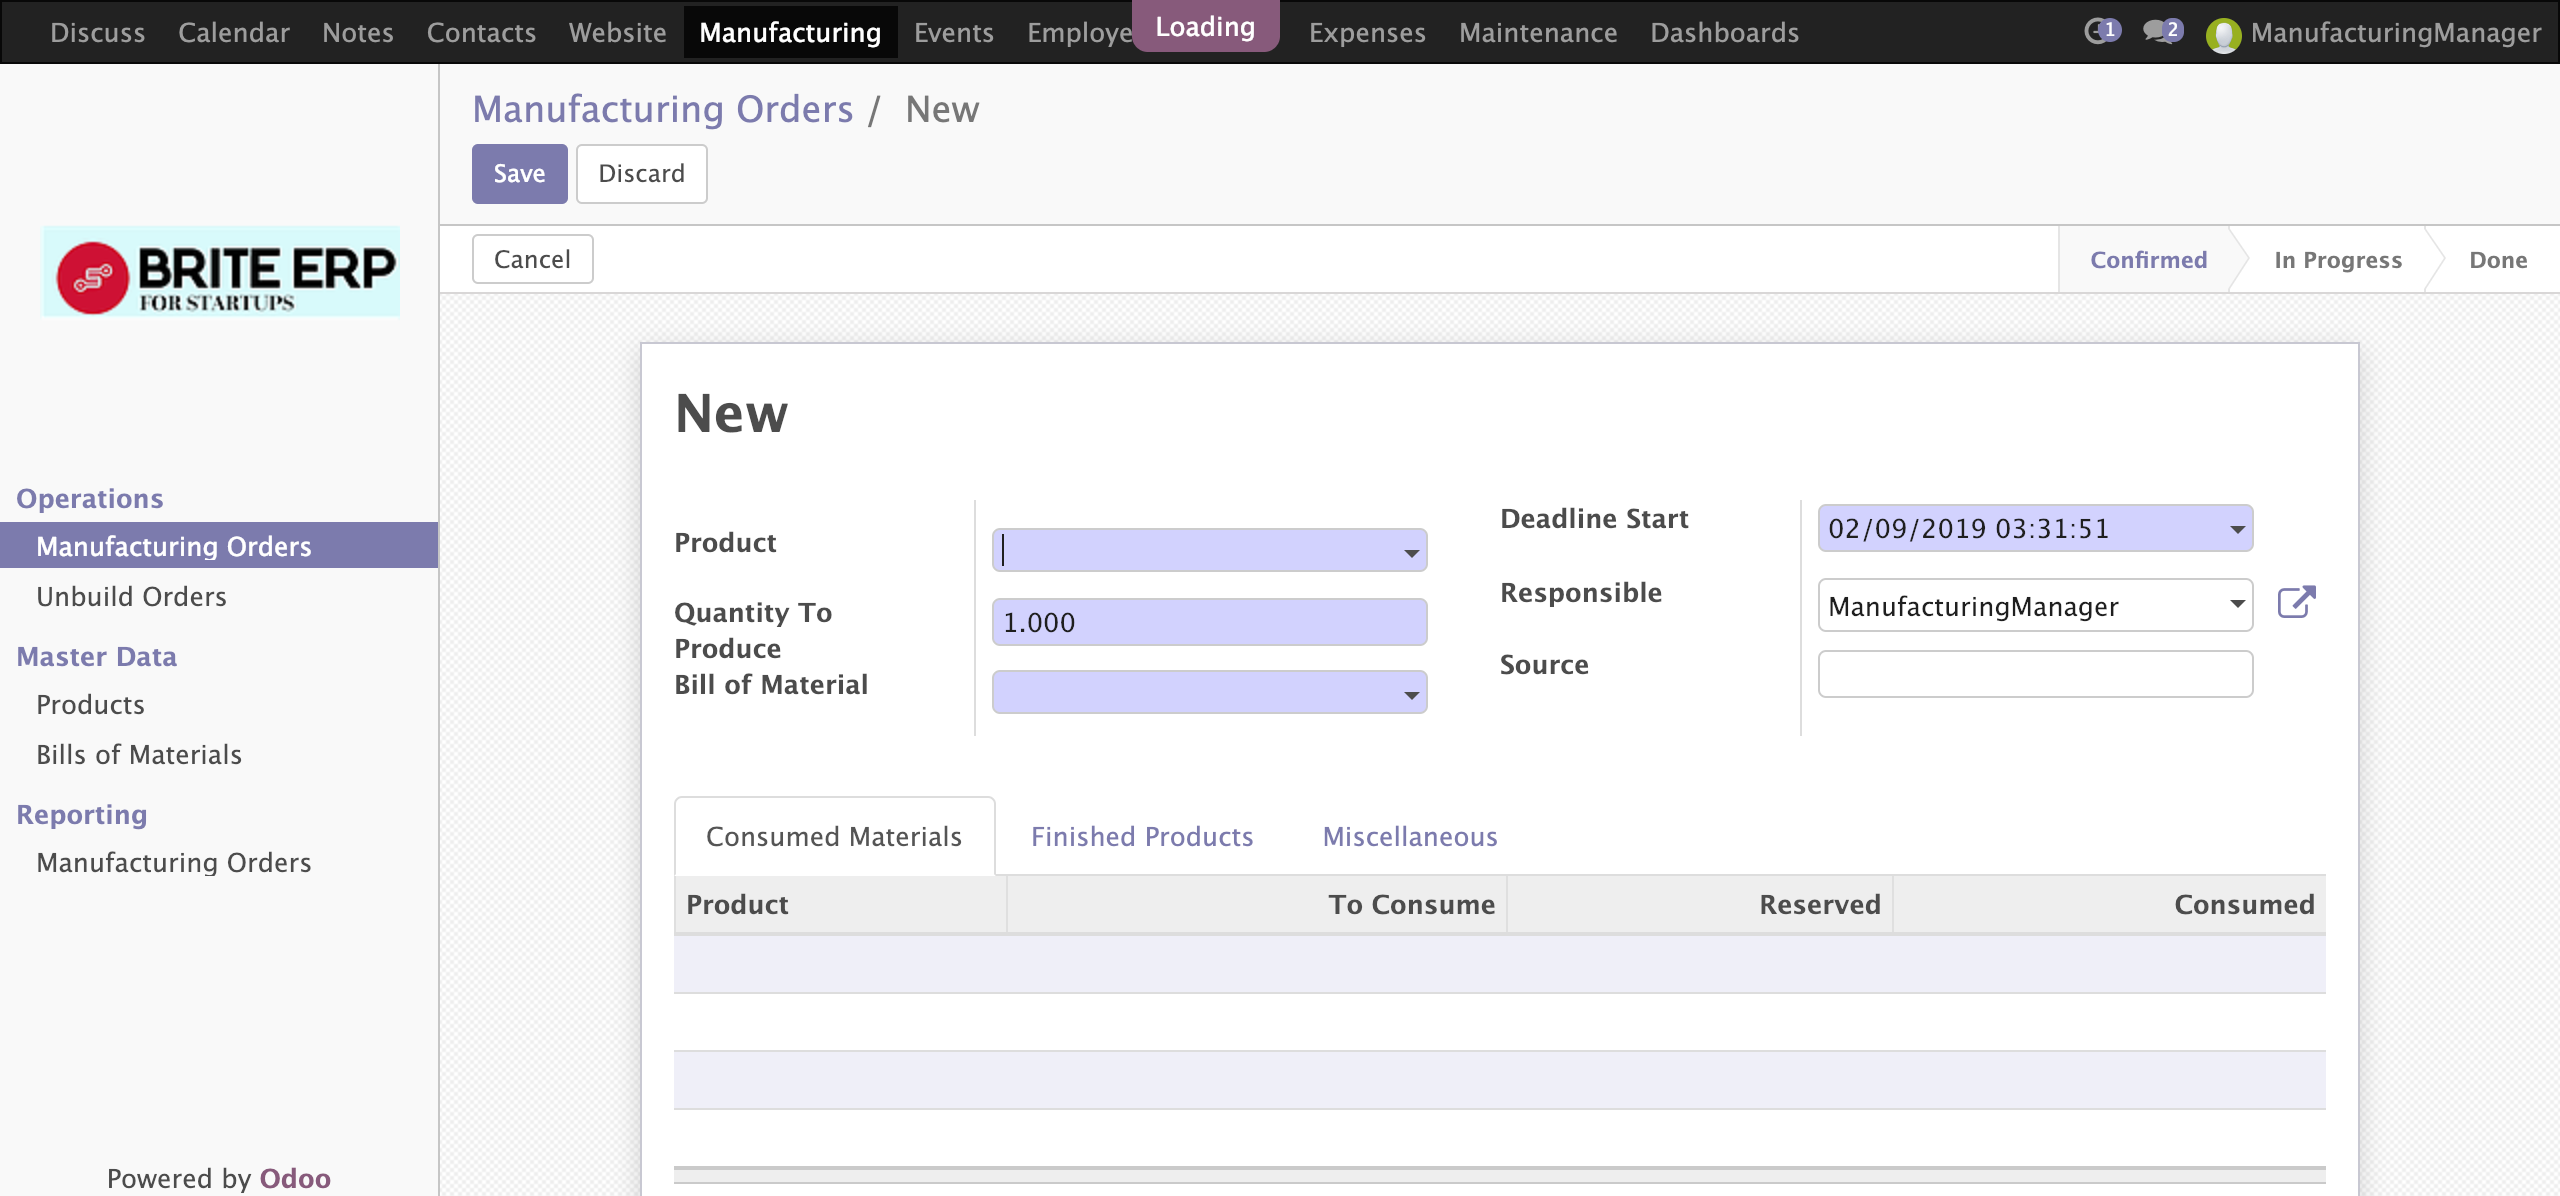 Discuss Calendar Notes Contacts Website Manufacturing Events Employe Loading Expenses Maintenance Dashboards 1 2 ManufacturingManager
Manufacturing Orders / New
Save Discard
Cancel Confirmed In Progress Done
BRITE ERP
FOR STARTUPS
Operations
Manufacturing Orders
Unbuild Orders
Master Data
Products
Bills of Materials
Reporting
Manufacturing Orders
Powered by Odoo
New
Product
Quantity To
Produce
1.000
Bill of Material
Deadline Start 02/09/2019 03:31:51
Responsible ManufacturingManager
Source
Consumed Materials Finished Products Miscellaneous
Product To Consume Reserved Consumed